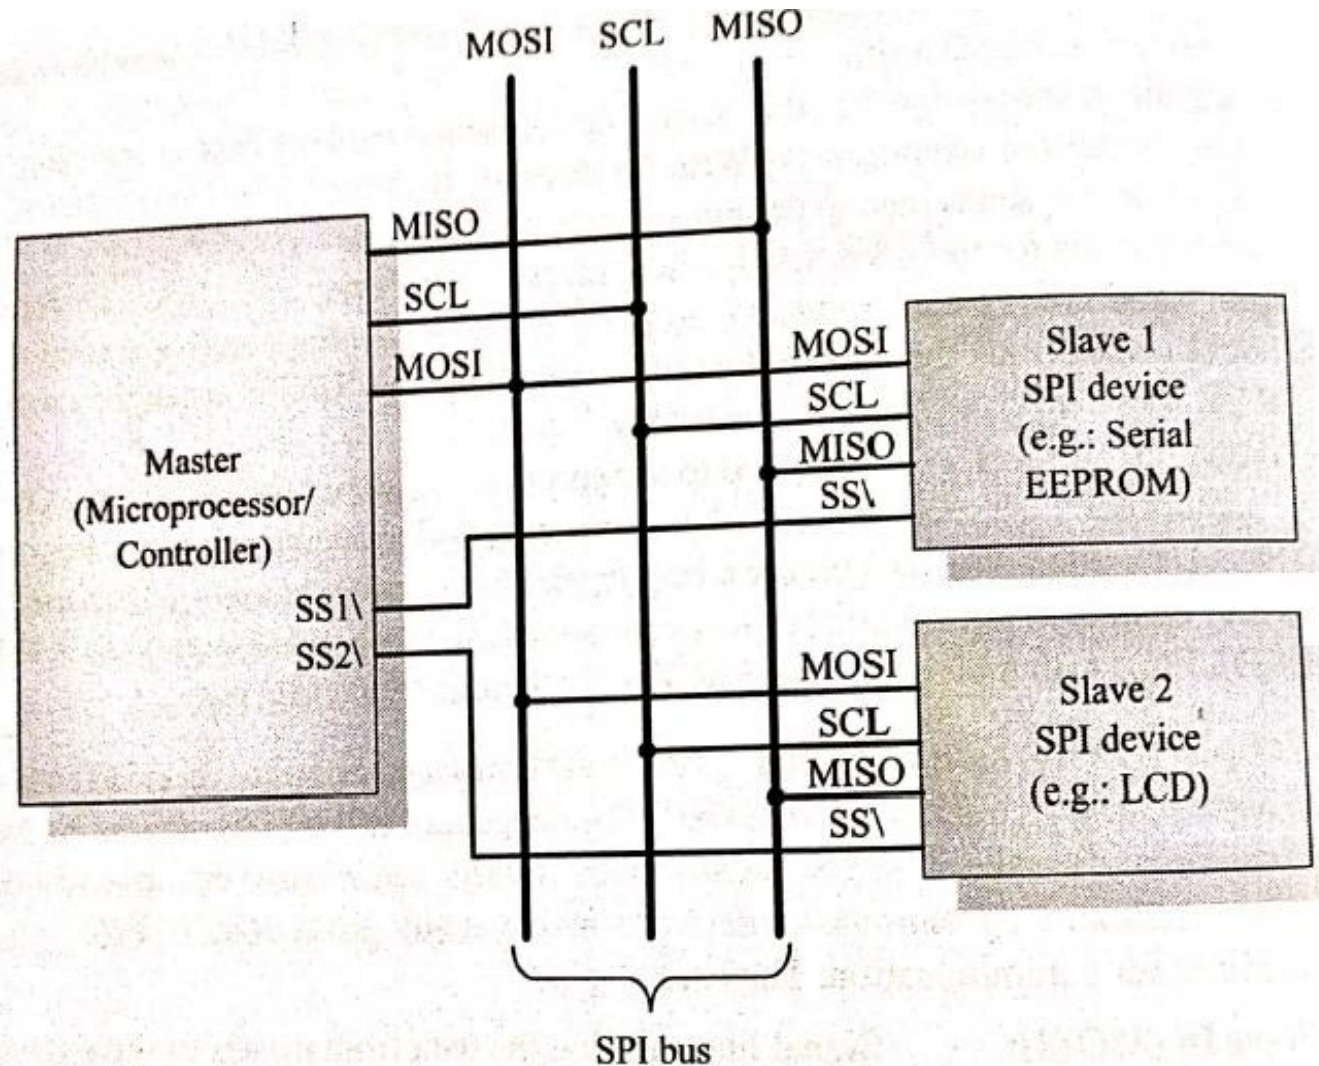 MOSI SCL MISO
MISO
SCL
MOSI
Master
(Microprocessor/
Controller)
SS1\
SS2\
MOSI
SCL
MISO
SS\
Slave 1
SPI device
(e.g.: Serial
EEPROM)
MOSI
SCL
MISO
SS\
Slave 2
SPI device
(e.g.: LCD)
SPI bus